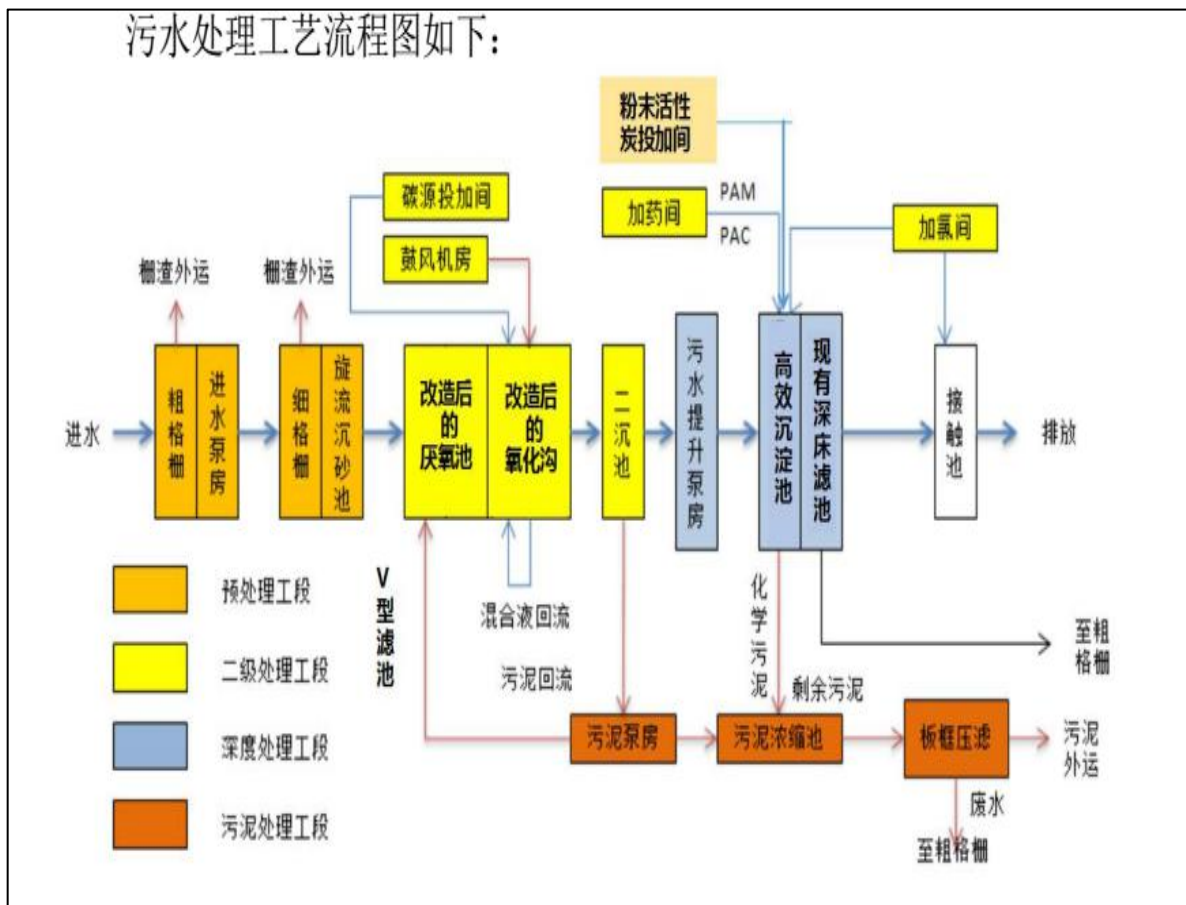 污水处理工艺流程图如下：
粉末活性
炭投加间
碳源投加间
加药间
PAM
PAC
加氯间
鼓风机房
栅渣外运
栅渣外运
进水
粗格栅
进水泵房
细格栅
旋流沉砂池
改造后
的
厌氧池
改造后
的
氧化沟
二沉池
污水提升泵房
高效沉淀池
现有深床滤池
接触池
排放
预处理工段
V型滤池
混合液回流
化学污泥
至粗
格栅
二级处理工段
污泥回流
剩余污泥
深度处理工段
污泥泵房
污泥浓缩池
板框压滤
污泥
外运
废水
污泥处理工段
至粗格栅